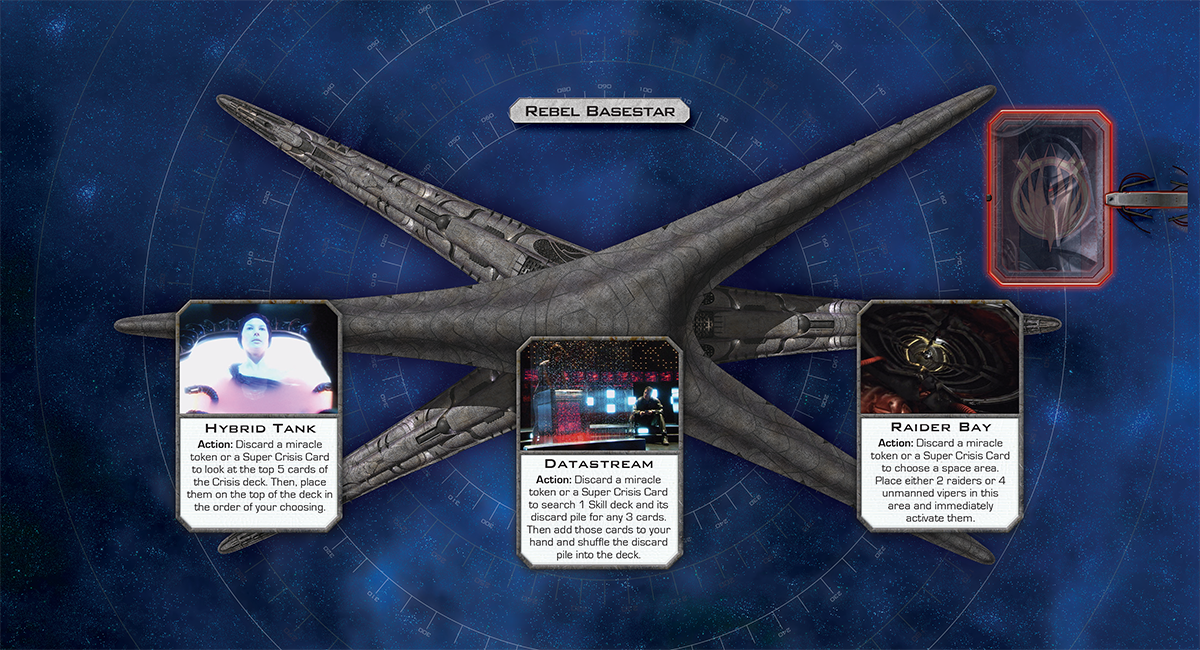 REBEL BASESTAR
HYBRID TANK
Action: Discard a miracle
token or a Super Crisis Card
to look at the top 5 cards of
the Crisis deck. Then, place
them on the top of the deck in
the order of your choosing.
DATASTREAM
Action: Discard a miracle
token or a Super Crisis Card
to search 1 Skill deck and its
discard pile for any 3 cards.
Then add those cards to your
hand and shuffle the discard
pile into the deck.
RAIDER BAY
Action: Discard a miracle
token or a Super Crisis Card
to choose a space area.
Place either 2 raiders or 4
unmanned vipers in this
area and immediately
activate them.